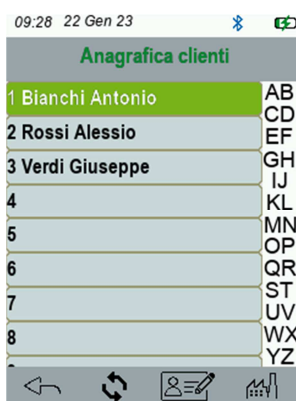 09:28 22 Gen 23
Anagrafica clienti
1 Bianchi Antonio
2 Rossi Alessio
3 Verdi Giuseppe
4
5
6
7
8
AB
CD
EF
GH
IJ
KL
MN
OP
QR
ST
UV
WX
YZ